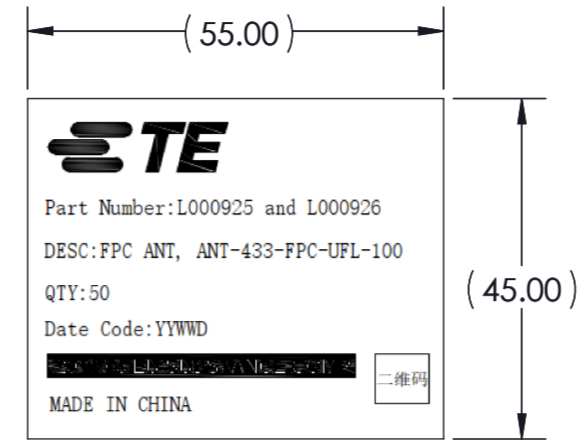 (55.00)
TE
Part Number:L000925 and L000926
DESC:FPC ANT, ANT-433-FPC-UFL-100
QTY:50
(45.00)
Date Code:YYWWD
二维码
MADE IN CHINA